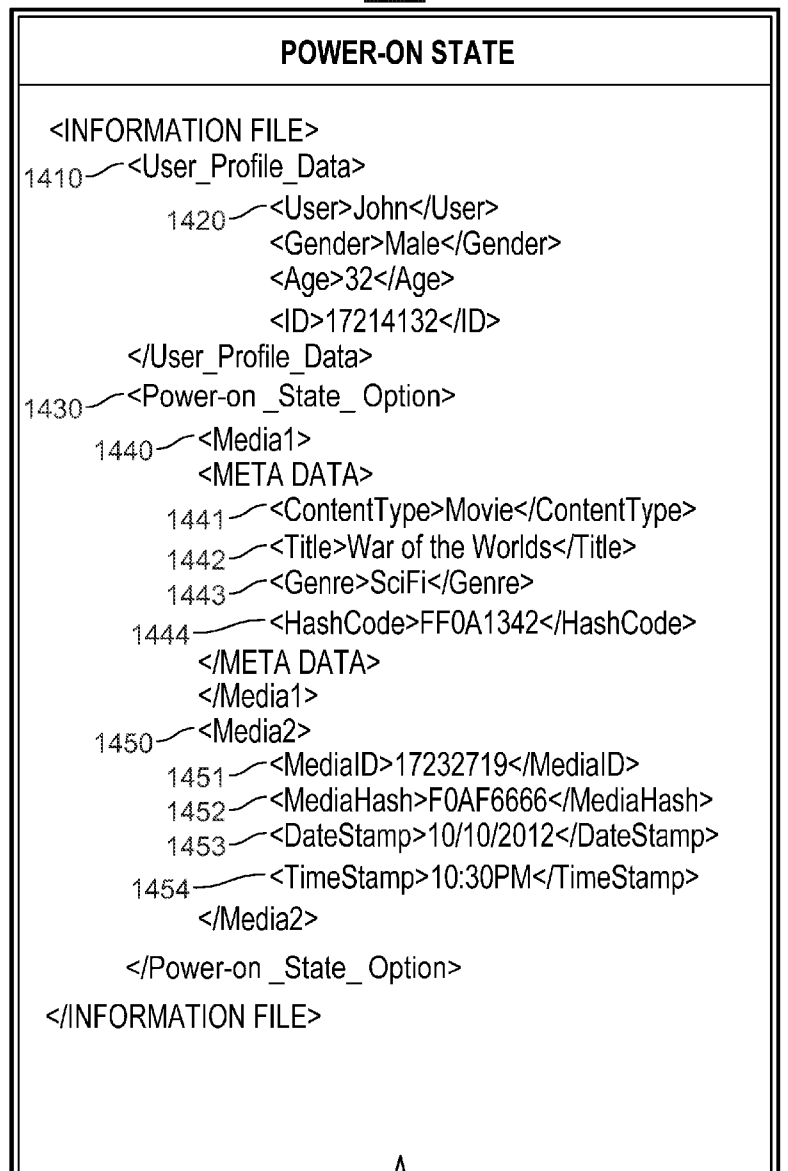 POWER-ON STATE
<INFORMATION FILE>
1410 <User_Profile_Data>
1420 <User>John</User>
<Gender>Male</Gender>
<Age>32</Age>
<ID>17214132</ID>
</User_Profile_Data>
1430 <Power-on _State_ Option>
1440 <Media1>
<META DATA>
1441 <ContentType>Movie</ContentType>
1442 <Title>War of the Worlds</Title>
1443 <Genre>SciFi</Genre>
1444 <HashCode>FF0A1342</HashCode>
</META DATA>
</Media1>
1450 <Media2>
1451 <MediaID>17232719</MediaID>
1452 <MediaHash>F0AF6666</MediaHash>
1453 <DateStamp>10/10/2012</DateStamp>
1454 <TimeStamp>10:30PM</TimeStamp>
</Media2>
</Power-on _State_ Option>
</INFORMATION FILE>